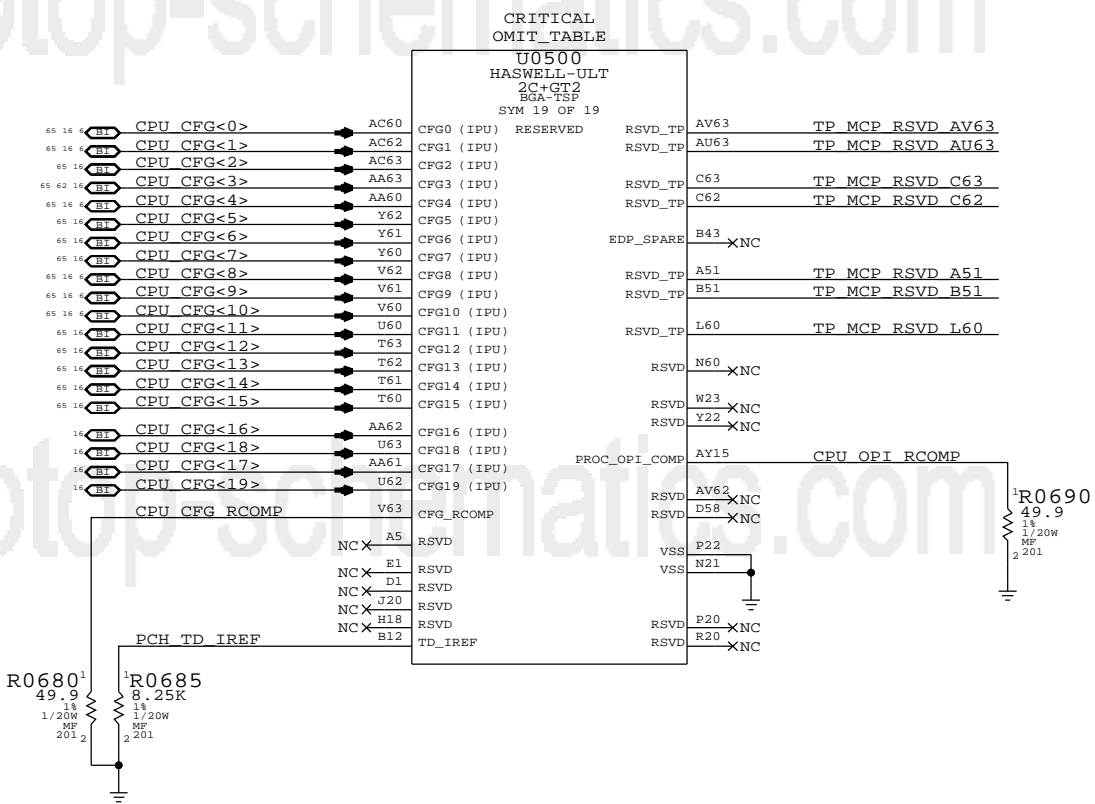 CRITICAL
OMIT_TABLE
U0500
HASWELL-ULT
2C+GT2
BGA-TSP
SYM 19 OF 19
RESERVED
65 16 6 BI CPU_CFG<0> AC60 CFG0 (IPU)
65 16 6 BI CPU_CFG<1> AC62 CFG1 (IPU)
65 16 BI CPU_CFG<2> AC63 CFG2 (IPU)
65 62 16 BI CPU_CFG<3> AA63 CFG3 (IPU)
65 16 6 BI CPU_CFG<4> AA60 CFG4 (IPU)
65 16 BI CPU_CFG<5> Y62 CFG5 (IPU)
65 16 BI CPU_CFG<6> Y61 CFG6 (IPU)
65 16 BI CPU_CFG<7> Y60 CFG7 (IPU)
65 16 6 BI CPU_CFG<8> V62 CFG8 (IPU)
65 16 6 BI CPU_CFG<9> V61 CFG9 (IPU)
65 16 6 BI CPU_CFG<10> V60 CFG10 (IPU)
65 16 BI CPU_CFG<11> U60 CFG11 (IPU)
65 16 BI CPU_CFG<12> T63 CFG12 (IPU)
65 16 BI CPU_CFG<13> T62 CFG13 (IPU)
65 16 BI CPU_CFG<14> T61 CFG14 (IPU)
65 16 BI CPU_CFG<15> T60 CFG15 (IPU)
16 BI CPU_CFG<16> AA62 CFG16 (IPU)
16 BI CPU_CFG<18> U63 CFG18 (IPU)
16 BI CPU_CFG<17> AA61 CFG17 (IPU)
16 BI CPU_CFG<19> U62 CFG19 (IPU)
CPU_CFG_RCOMP V63 CFG_RCOMP
NC A5 RSVD
NC E1 RSVD
NC D1 RSVD
NC J20 RSVD
NC H18 RSVD
PCH_TD_IREF B12 TD_IREF
RSVD_TP AV63 TP_MCP_RSVD_AV63
RSVD_TP AU63 TP_MCP_RSVD_AU63
RSVD_TP C63 TP_MCP_RSVD_C63
RSVD_TP C62 TP_MCP_RSVD_C62
EDP_SPARE B43 NC
RSVD_TP A51 TP_MCP_RSVD_A51
RSVD_TP B51 TP_MCP_RSVD_B51
RSVD_TP L60 TP_MCP_RSVD_L60
RSVD N60 NC
RSVD W23 NC
RSVD Y22 NC
PROC_OPI_COMP AY15 CPU_OPI_RCOMP
RSVD AV62 NC
RSVD D58 NC
VSS P22
VSS N21
RSVD P20 NC
RSVD R20 NC
1 R0690
49.9
1%
1/20W
MF
2 201
R0680 1
49.9
1%
1/20W
MF
201 2
1 R0685
8.25K
1%
1/20W
MF
2 201
top-schematics.com
ptop-schematics.com